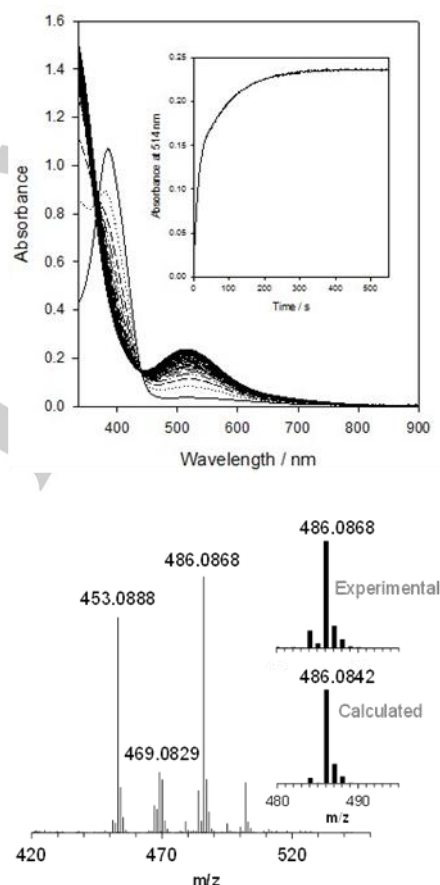 1.6
1.4
1.2
1.0
0.8
0.6
0.4
0.2
0.0
Absorbance
400 500 600 700 800 900
Wavelength / nm
0.25
0.20
0.15
0.10
0.05
0.00
Absorbance at 514 nm
0 100 200 300 400 500
Time / s
486.0868
453.0888
469.0829
486.0868
Experimental
486.0842
Calculated
480 490
m/z
420 470 520
m/z